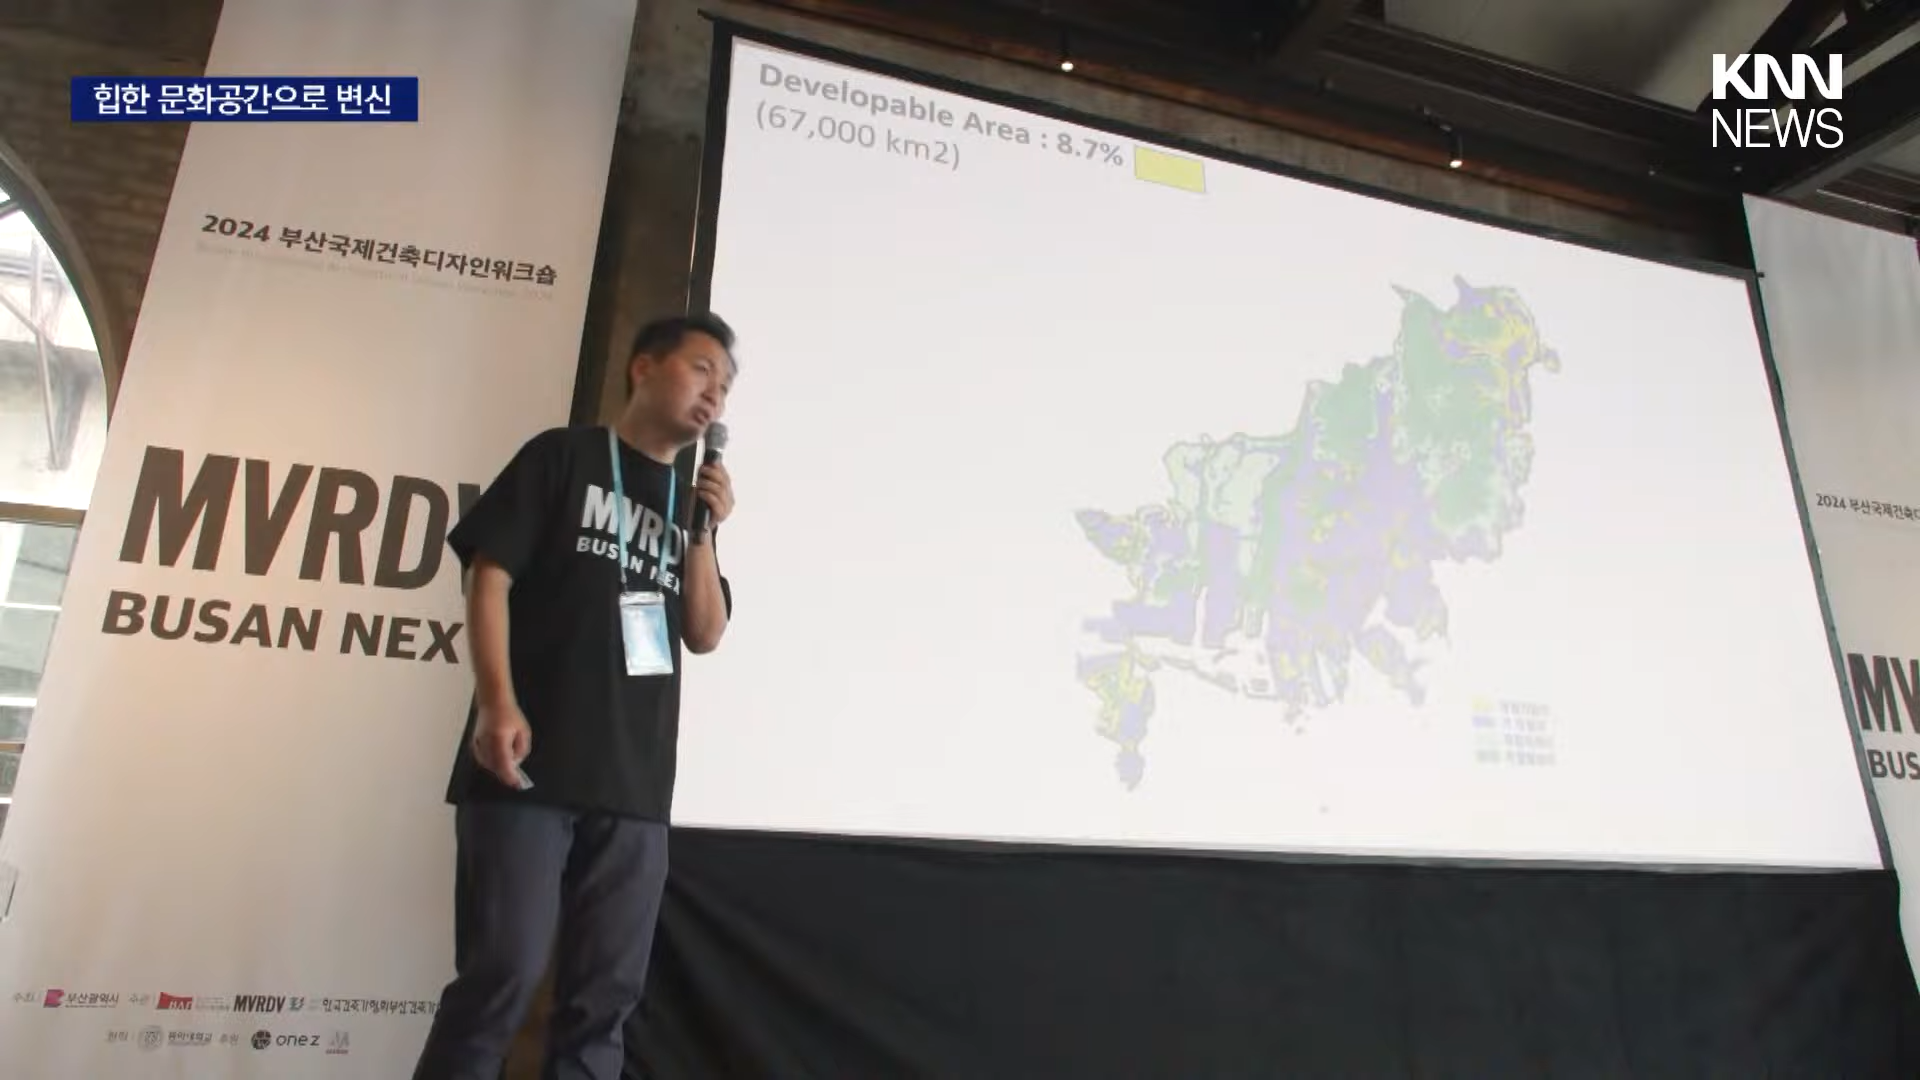 힙한 문화공간으로 변신
KNN
NEWS
Developable Area : 8.7%
(67,000 km2)
2024 부산국제건축디자인워크숍
MVRDV
BUSAN NEX
MVRDV
BUSAN NEX
2024 부산국제건축디
MV
BUS
부산광역시
MVRDV
one z